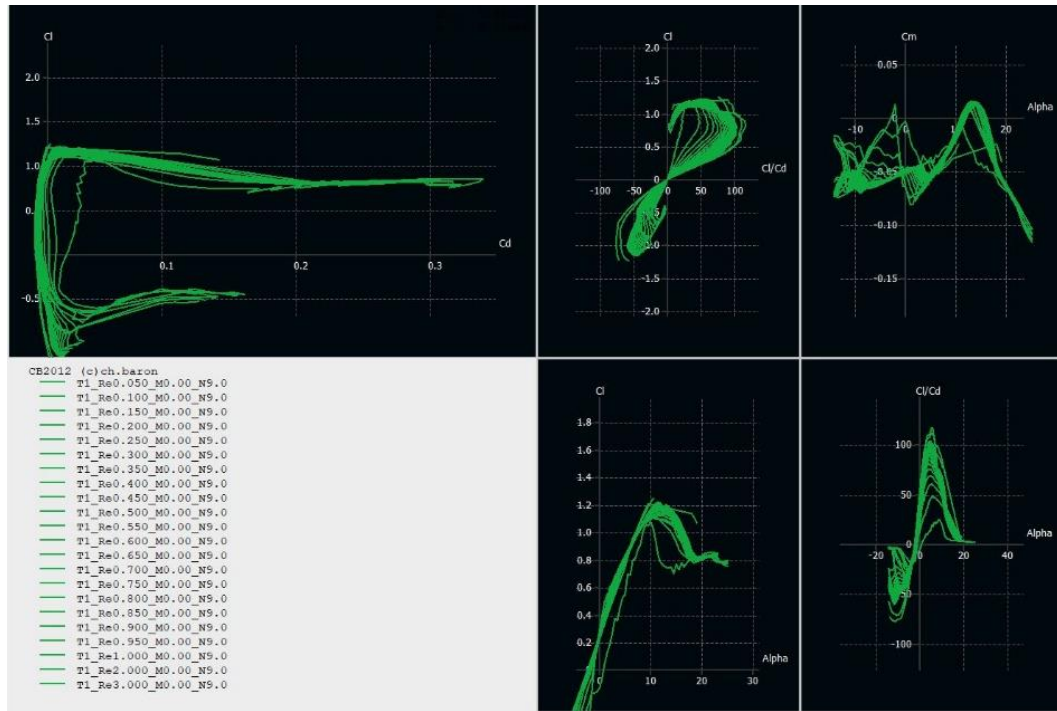 Cl
2.0
1.5
1.0
0.
-0.5
0.1
0.2
0.3
Cd
Cl
2.0
1.5
1.0
-100
-50
0
50
100
Cl/Cd
.5
-1.0
-1.5
-2.0
Cm
0.05
Alpha
-10
0
20
-0.10
-0.15
CB2012 (c)ch.baron
T1_Re0.050_M0.00_N9.0
T1_Re0.100_M0.00_N9.0
T1_Re0.150_M0.00_N9.0
T1_Re0.200_M0.00_N9.0
T1_Re0.250_M0.00_N9.0
T1_Re0.300_M0.00_N9.0
T1_Re0.350_M0.00_N9.0
T1_Re0.400_M0.00_N9.0
T1_Re0.450_M0.00_N9.0
T1_Re0.500_M0.00_N9.0
T1_Re0.550_M0.00_N9.0
T1_Re0.600_M0.00_N9.0
T1_Re0.650_M0.00_N9.0
T1_Re0.700_M0.00_N9.0
T1_Re0.750_M0.00_N9.0
T1_Re0.800_M0.00_N9.0
T1_Re0.850_M0.00_N9.0
T1_Re0.900_M0.00_N9.0
T1_Re0.950_M0.00_N9.0
T1_Re1.000_M0.00_N9.0
T1_Re2.000_M0.00_N9.0
T1_Re3.000_M0.00_N9.0
Cl
1.8
1.6
1.4
1.2
1.0
0.8
0.6
0.4
0.2
Alpha
0
10
20
30
Cl/Cd
100
50
0
Alpha
-20
20
40
-50
-100